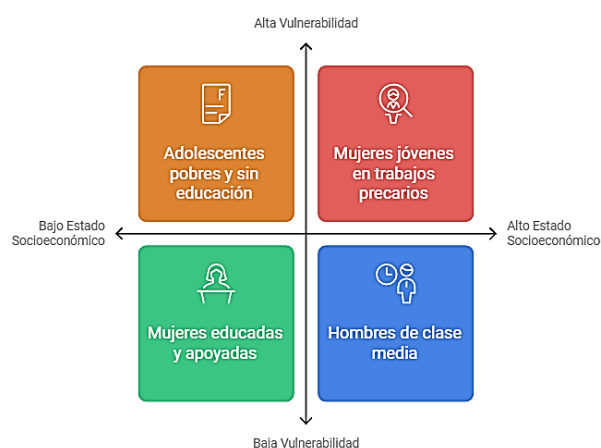 Alta Vulnerabilidad
F
Adolescentes
pobres y sin
educación
Mujeres jóvenes
en trabajos
precarios
Bajo Estado
Socioeconómico
Alto Estado
Socioeconómico
Mujeres educadas
y apoyadas
Hombres de clase
media
Baja Vulnerabilidad